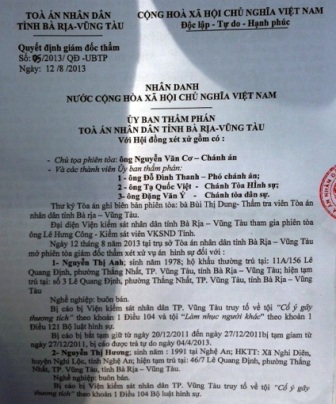 TOÀ ÁN NHÂN DÂN
TỈNH BÀ RỊA-VŨNG TÀU
CỘNG HOÀ XÃ HỘI CHỦ NGHĨA VIỆT NAM
Độc lập - Tự do - Hạnh phúc
Quyết định giám đốc thẩm
Số: 05/2013/ QĐ -UBTP
Ngày: 12 /8 /2013
NHÂN DANH
NƯỚC CỘNG HÒA XÃ HỘI CHỦ NGHĨA VIỆT NAM
ỦY BAN THẨM PHÁN
TOÀ ÁN NHÂN DÂN TỈNH BÀ RỊA-VŨNG TÀU
Với Hội đồng xét xử gồm có :
- Chủ tọa phiên tòa: ông Nguyễn Văn Cơ – Chánh án
- Và các thành viên Ủy ban thẩm phán:
1 - ông Đỗ Đình Thanh – Phó chánh án;
2 - ông Tạ Quốc Việt - Chánh Tòa HÌnh sự;
3 - ông Đặng Văn Ý - Chánh tòa Dân sự.
Thư ký Tòa án ghi biên bản phiên tòa: bà Bùi Thị Dung- Thẩm tra viên Tòa án
nhân dân tỉnh Bà rịa – Vũng Tàu.
Đại diện Viện kiểm sát nhân dân tỉnh Bà Rịa – Vũng Tàu tham gia phiên tòa
ông Lê Hưng Công - Kiểm sát viên VKSND Tỉnh.
Ngày 12 tháng 8 năm 2013 tại trụ sở Tòa án nhân dân tỉnh Bà Rịa – Vũng Tàu
mở phiên tòa giám đốc thẩm xét xử vụ án hình sự đối với :
1- Nguyễn Thị Anh; sinh năm 1978; hộ khẩu thường trú tại: 11A/156 Lê
Quang Định, phường Thắng Nhất, TP. Vũng Tàu, tỉnh Bà Rịa – Vũng Tàu; hiện tạm
trú tại: số 3 Lê Quang Định, phường Thắng Nhất, TP. Vũng Tàu, tỉnh Bà Rịa – Vũng
Tàu.
Nghề nghiệp: buôn bán.
Bị cáo bị Viện kiểm sát nhân dân TP. Vũng Tàu truy tố về tội "Cố ý gây
thương tích" theo khoản 1 Điều 104 và tội "Làm nhục người khác" theo khoản 1
Điều 121 Bộ luật hình sự.
Bị cáo bị bắt tạm giữ từ ngày 20/12/2011 đến ngày 27/12/2011bị tạm giam từ
ngày 27/12/2011, bị cáo được trả tự do ngày 04/4/2013.
2- Nguyễn Thị Hương; sinh năm : 1991 tại Nghệ An; HKTT: Xã Nghi Diên,
huyện Nghi Lộc, tỉnh Nghệ An; hiện tạm trú tại: 46/7 Lê Quang Định, phường Thắng
Nhất, TP. Vũng Tàu, tỉnh Bà Rịa – Vũng Tàu.
Nghề nghiệp: buôn bán.
Bị cáo bị Viện kiểm sát nhân dân TP. Vũng Tàu truy tố về tội "Cố ý gây
thương tích" theo khoản 1 Điều 104 Bộ luật hình sự.